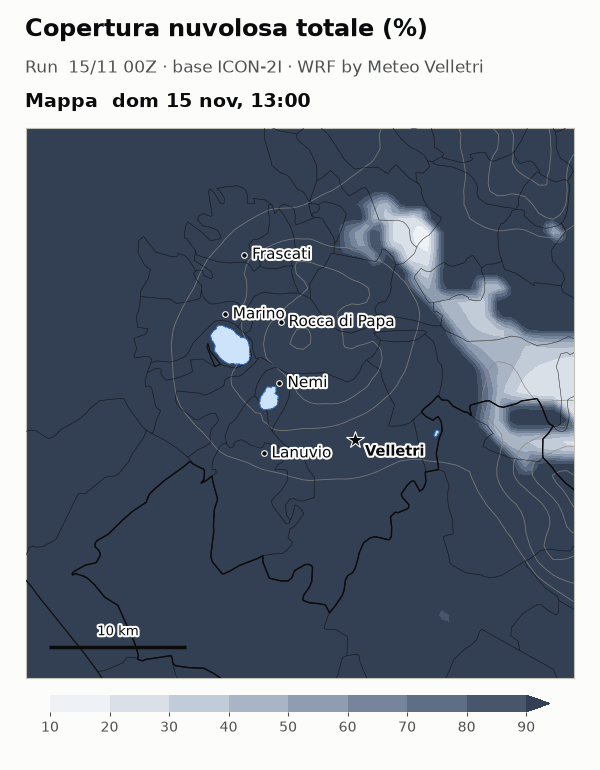 Copertura nuvolosa totale (%)
Run  15/11 00Z · base ICON-2I · WRF by Meteo Velletri
Mappa  dom 15 nov, 13:00
Frascati
Marino
Rocca di Papa
Nemi
Velletri
Lanuvio
10 km
10 20 30 40 50 60 70 80 90